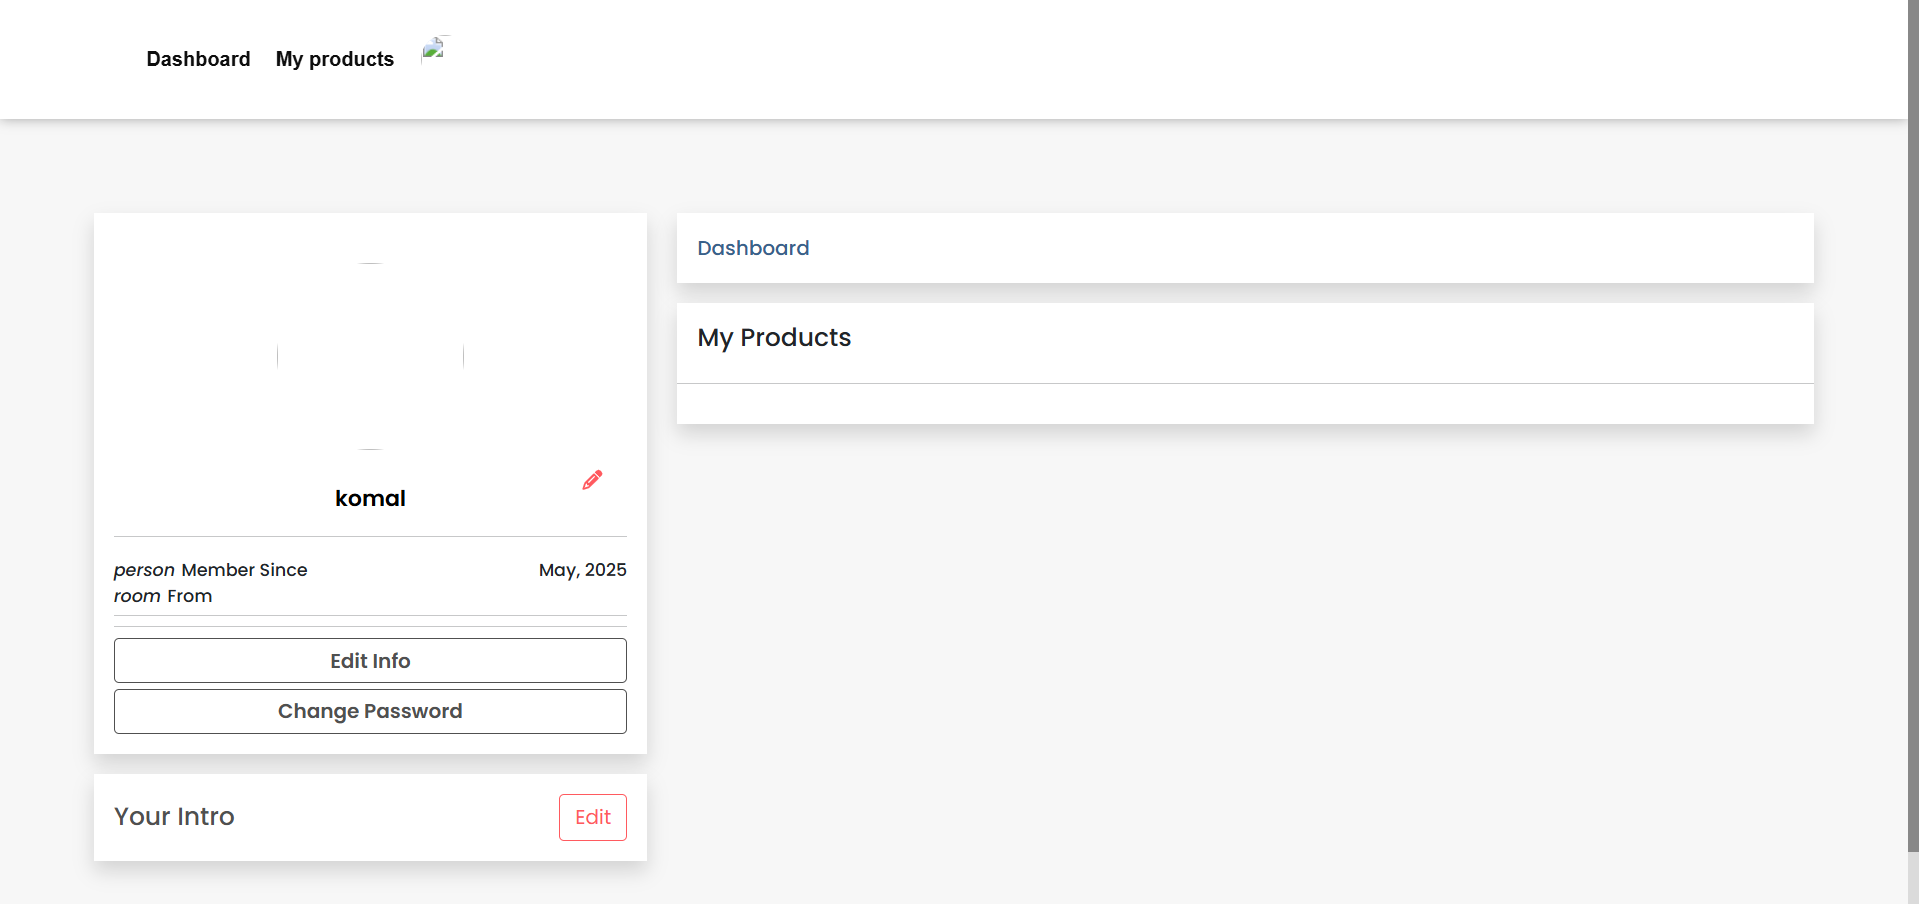 Dashboard My products
komal
person Member Since May, 2025
room From
Edit Info
Change Password
Your Intro Edit
Dashboard
My Products